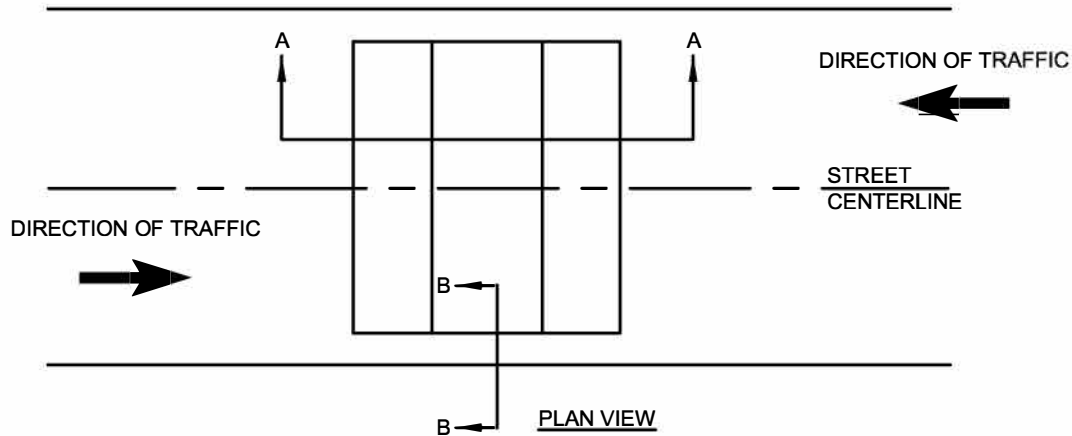 A
A
DIRECTION OF TRAFFIC
STREET
CENTERLINE
DIRECTION OF TRAFFIC
B
B
PLAN VIEW